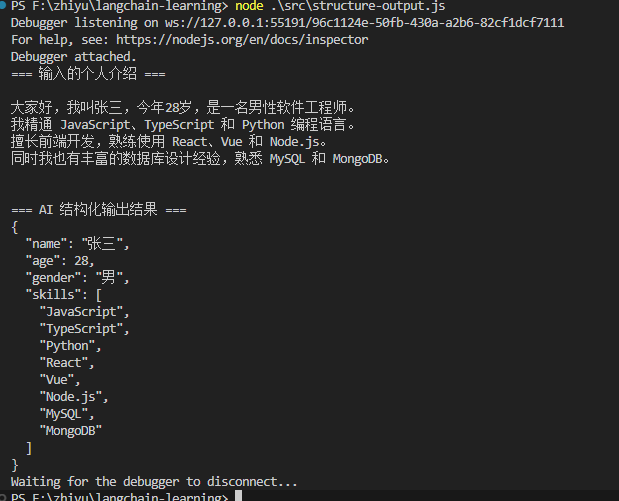 PS F:\zhiyu\langchain-learning> node .\src\structure-output.js
Debugger listening on ws://127.0.0.1:55191/96c1124e-50fb-430a-a2b6-82cf1dcf7111
For help, see: https://nodejs.org/en/docs/inspector
Debugger attached.
=== 输入的个人介绍 ===
大家好，我叫张三，今年28岁，是一名男性软件工程师。
我精通 JavaScript、TypeScript 和 Python 编程语言。
擅长前端开发，熟练使用 React、Vue 和 Node.js。
同时我也有丰富的数据库设计经验，熟悉 MySQL 和 MongoDB。
=== AI 结构化输出结果 ===
{
  "name": "张三",
  "age": 28,
  "gender": "男",
  "skills": [
    "JavaScript",
    "TypeScript",
    "Python",
    "React",
    "Vue",
    "Node.js",
    "MySQL",
    "MongoDB"
  ]
}
Waiting for the debugger to disconnect...
PS F:\zhiyu\langchain-learning>